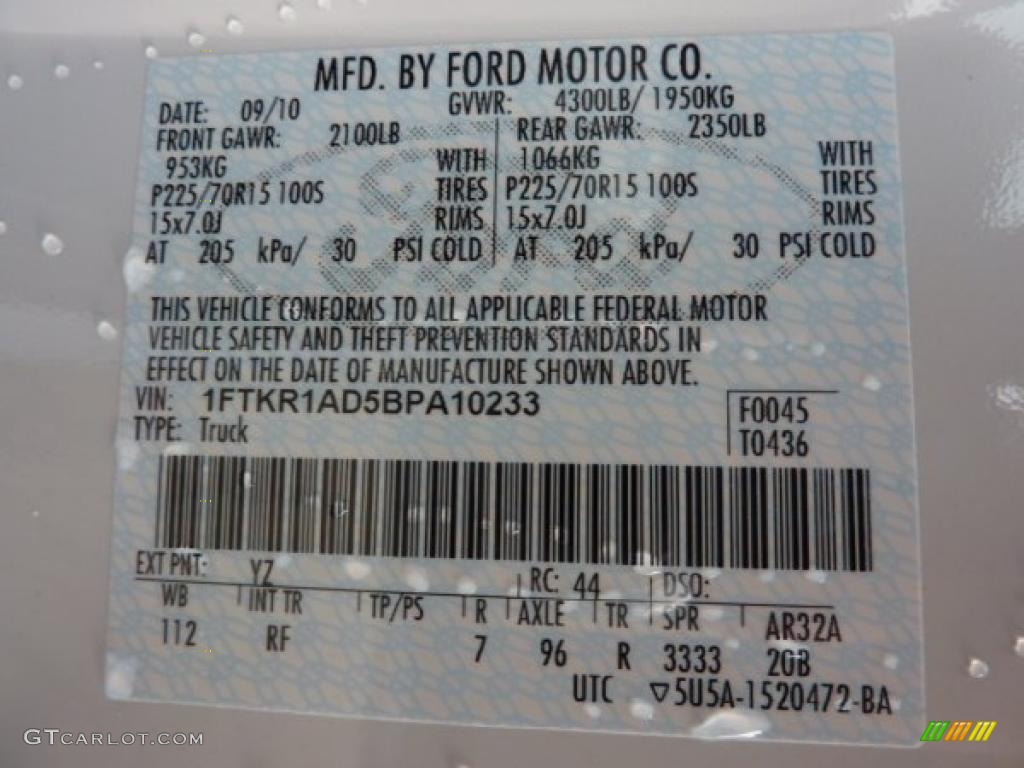 MFD. BY FORD MOTOR CO.
DATE: 09/10 GVWR: 4300LB/ 1950KG
FRONT GAWR: 2100LB REAR GAWR: 2350LB
953KG WITH 1066KG WITH
P225/70R15 100S TIRES P225/70R15 100S TIRES
15x7.0J RIMS 15x7.0J RIMS
AT 205 kPa/ 30 PSI COLD AT 205 kPa/ 30 PSI COLD
THIS VEHICLE CONFORMS TO ALL APPLICABLE FEDERAL MOTOR
VEHICLE SAFETY AND THEFT PREVENTION STANDARDS IN
EFFECT ON THE DATE OF MANUFACTURE SHOWN ABOVE.
VIN: 1FTKR1AD5BPA10233 F0045
TYPE: Truck T0436
EXT PNT: YZ RC: 44 DSO:
WB INT TR TP/PS R AXLE TR SPR AR32A
112 RF 7 96 R 3333 20B
UTC ▽5U5A-1520472-BA
GTCARLOT.COM